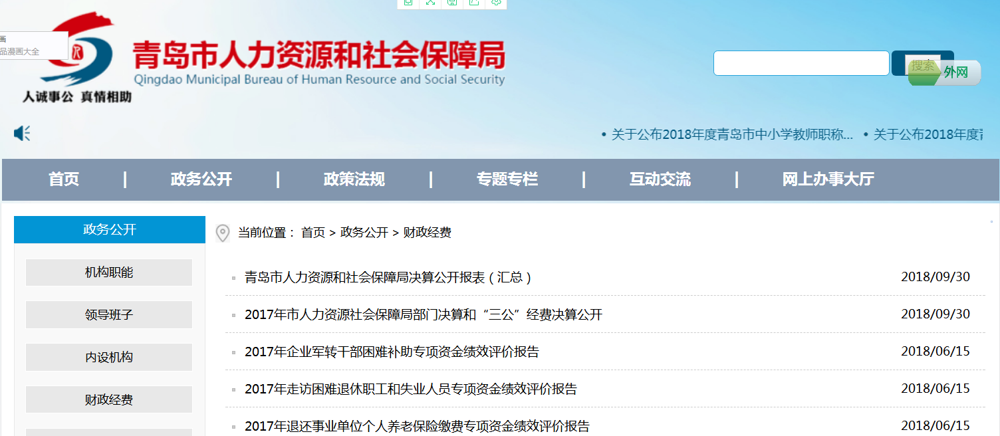 画
品漫画大全
青岛市人力资源和社会保障局
Qingdao Municipal Bureau of Human Resource and Social Security
人诚事公 真情相助
搜索
外网
• 关于公布2018年度青岛市中小学教师职称... • 关于公布2018年度青
首页 | 政务公开 | 政策法规 | 专题专栏 | 互动交流 | 网上办事大厅
政务公开
机构职能
领导班子
内设机构
财政经费
当前位置： 首页 > 政务公开 > 财政经费
青岛市人力资源和社会保障局决算公开报表（汇总） 2018/09/30
2017年市人力资源社会保障局部门决算和“三公”经费决算公开 2018/09/30
2017年企业军转干部困难补助专项资金绩效评价报告 2018/06/15
2017年走访困难退休职工和失业人员专项资金绩效评价报告 2018/06/15
2017年退还事业单位个人养老保险缴费专项资金绩效评价报告 2018/06/15